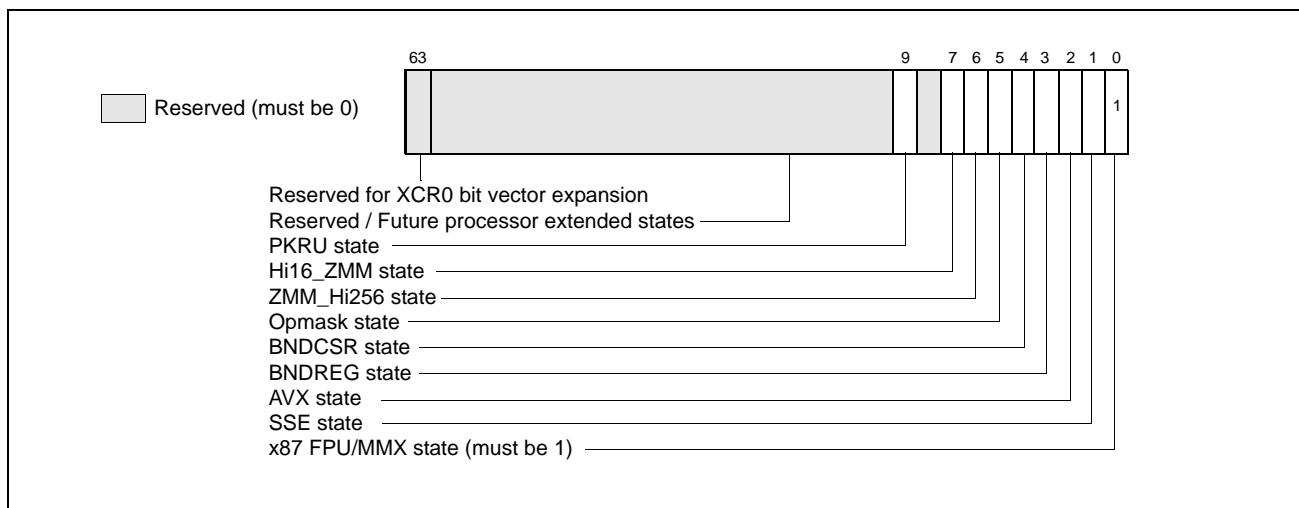 63 9 7 6 5 4 3 2 1 0
Reserved (must be 0) 1
Reserved for XCR0 bit vector expansion
Reserved / Future processor extended states
PKRU state
Hi16_ZMM state
ZMM_Hi256 state
Opmask state
BNDCSR state
BNDREG state
AVX state
SSE state
x87 FPU/MMX state (must be 1)